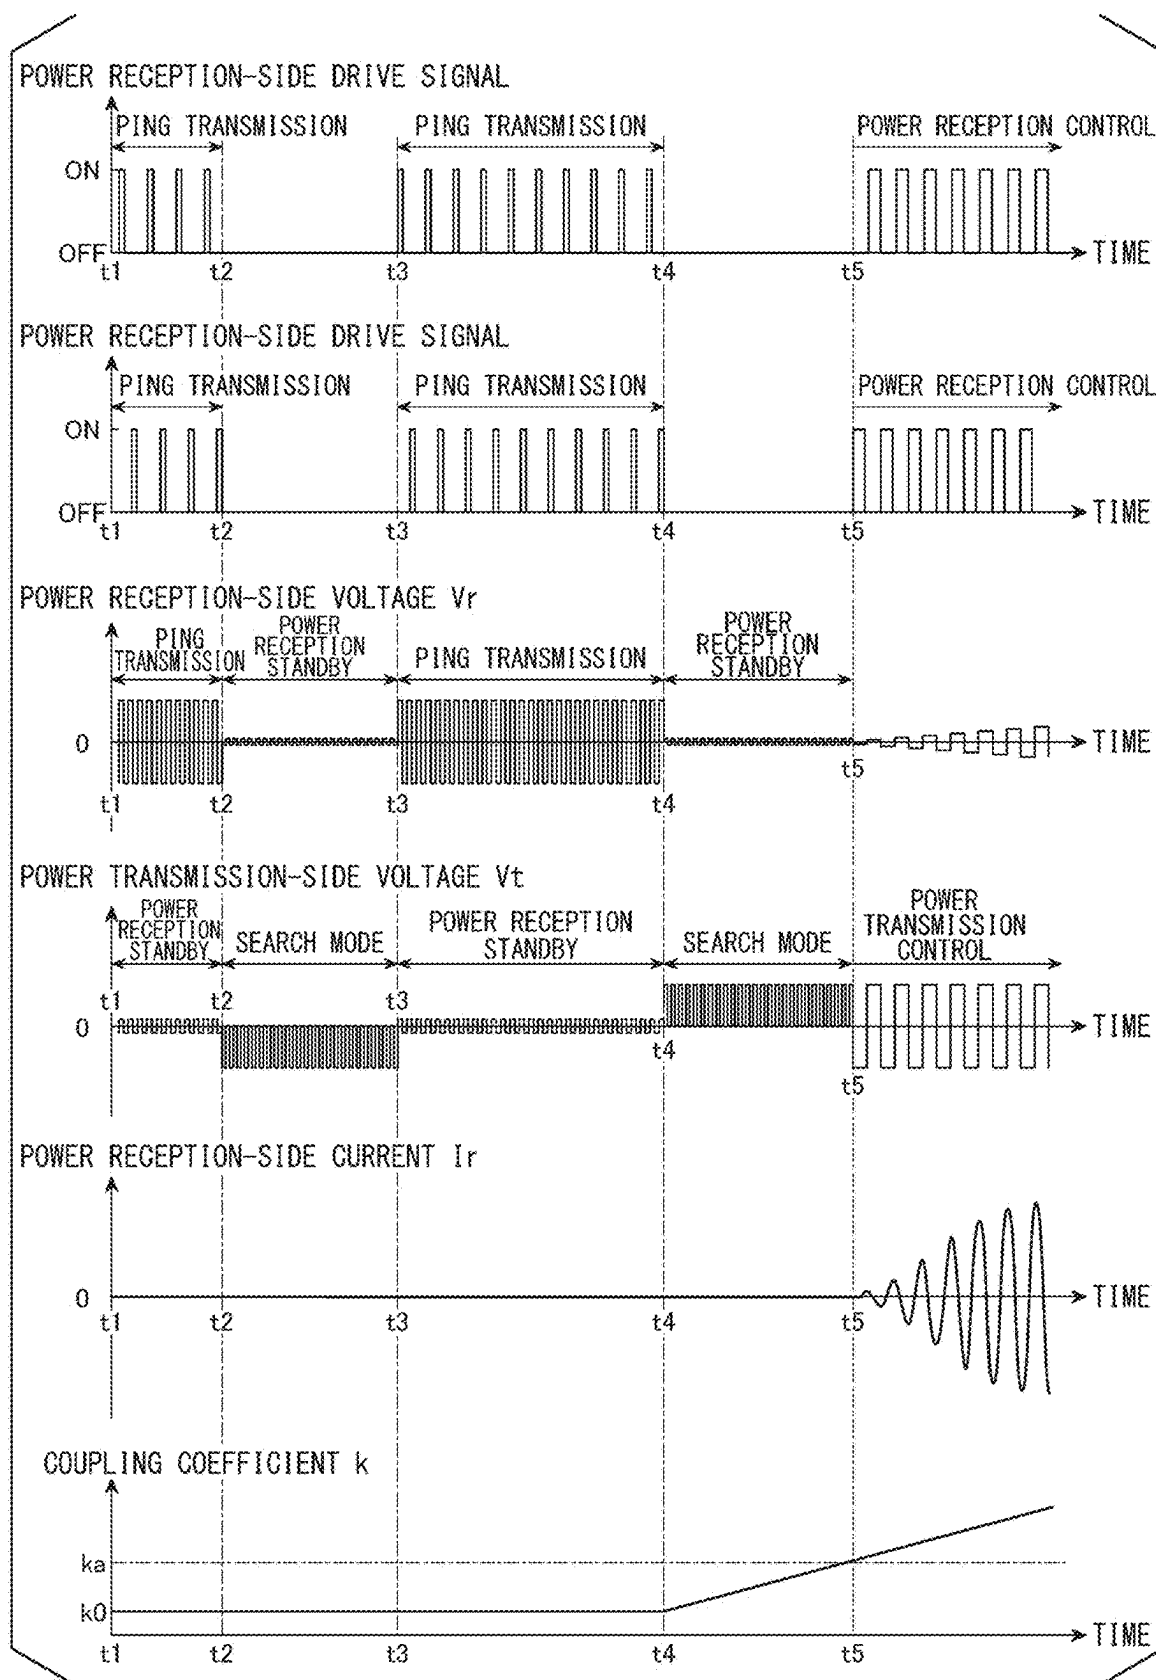 POWER RECEPTION-SIDE DRIVE SIGNAL
PING TRANSMISSION PING TRANSMISSION POWER RECEPTION CONTROL
ON
OFF TIME
t1 t2 t3 t4 t5
POWER RECEPTION-SIDE DRIVE SIGNAL
PING TRANSMISSION PING TRANSMISSION POWER RECEPTION CONTROL
ON
OFF TIME
t1 t2 t3 t4 t5
POWER RECEPTION-SIDE VOLTAGE Vr
PING
TRANSMISSION
POWER
RECEPTION
STANDBY
PING TRANSMISSION
POWER
RECEPTION
STANDBY
0 TIME
t5
t1 t2 t3 t4
POWER TRANSMISSION-SIDE VOLTAGE Vt
POWER
RECEPTION
STANDBY
SEARCH MODE
POWER RECEPTION
STANDBY
SEARCH MODE
POWER
TRANSMISSION
CONTROL
t1 t2 t3
0 TIME
t4
t5
POWER RECEPTION-SIDE CURRENT Ir
0 TIME
t1 t2 t3 t4 t5
COUPLING COEFFICIENT k
ka
k0
TIME
t1 t2 t3 t4 t5